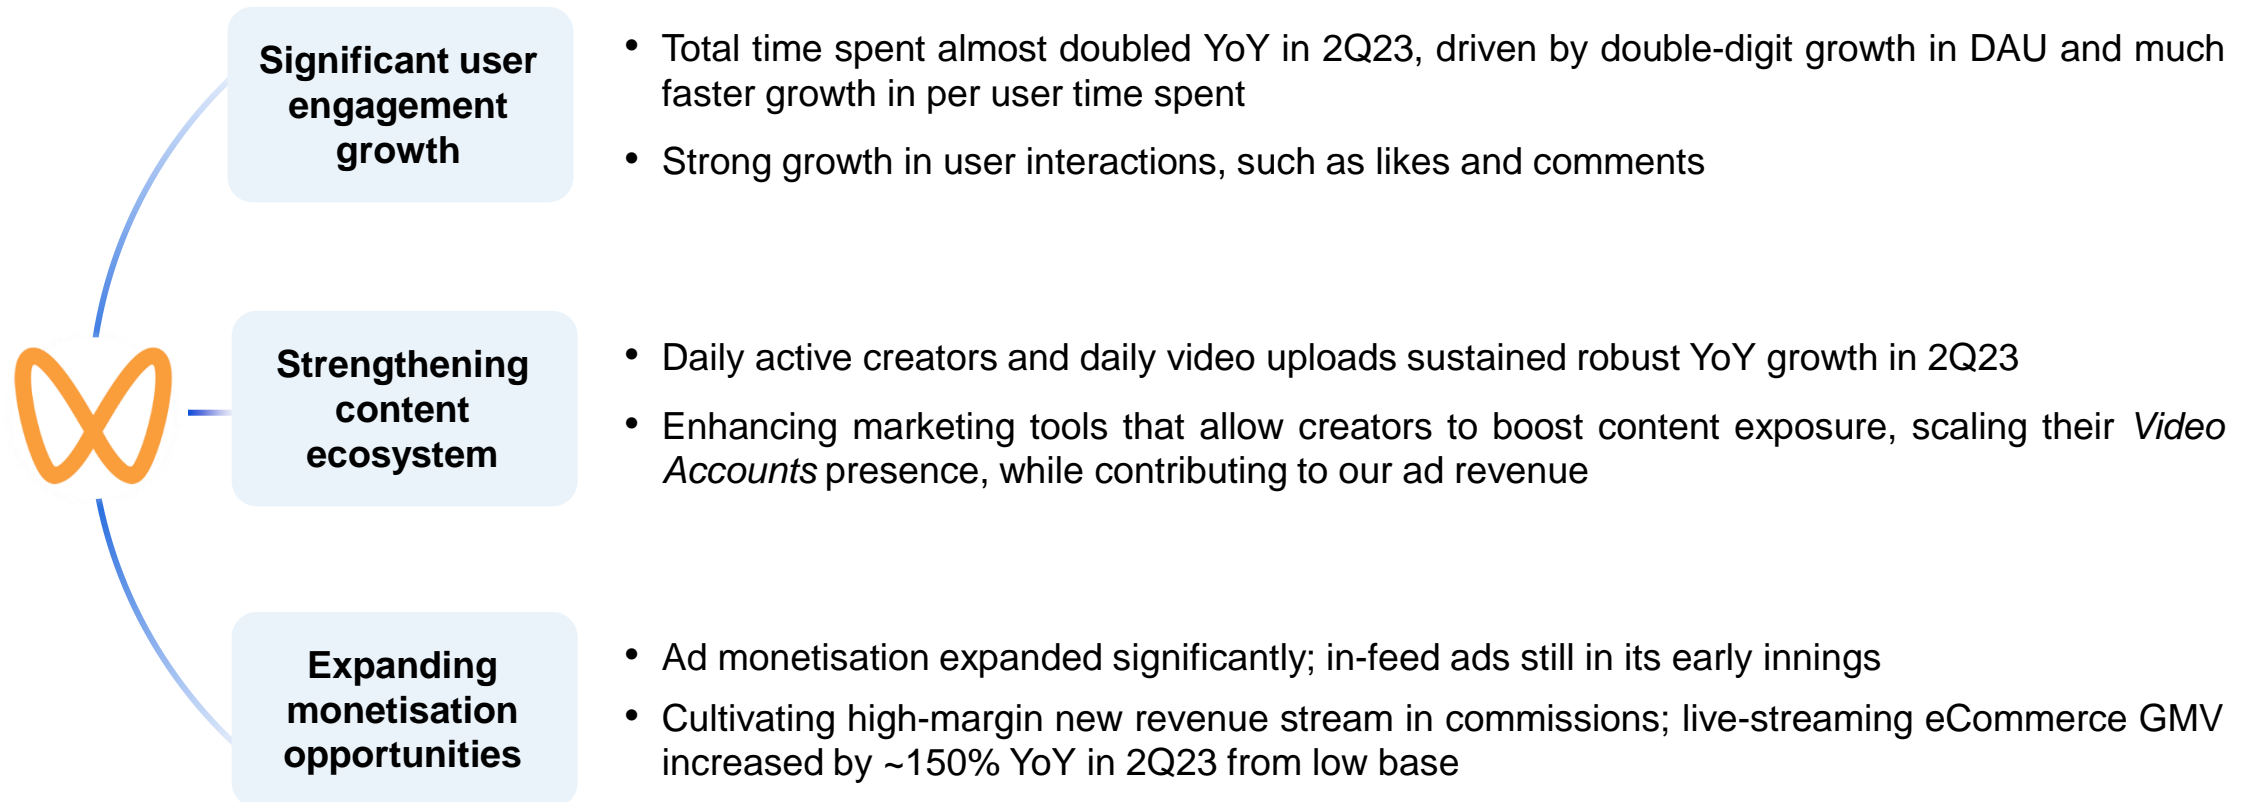 Significant user
engagement
growth
• Total time spent almost doubled YoY in 2Q23, driven by double-digit growth in DAU and much
faster growth in per user time spent
• Strong growth in user interactions, such as likes and comments
Strengthening
content
ecosystem
• Daily active creators and daily video uploads sustained robust YoY growth in 2Q23
• Enhancing marketing tools that allow creators to boost content exposure, scaling their Video
Accounts presence, while contributing to our ad revenue
Expanding
monetisation
opportunities
• Ad monetisation expanded significantly; in-feed ads still in its early innings
• Cultivating high-margin new revenue stream in commissions; live-streaming eCommerce GMV
increased by ~150% YoY in 2Q23 from low base